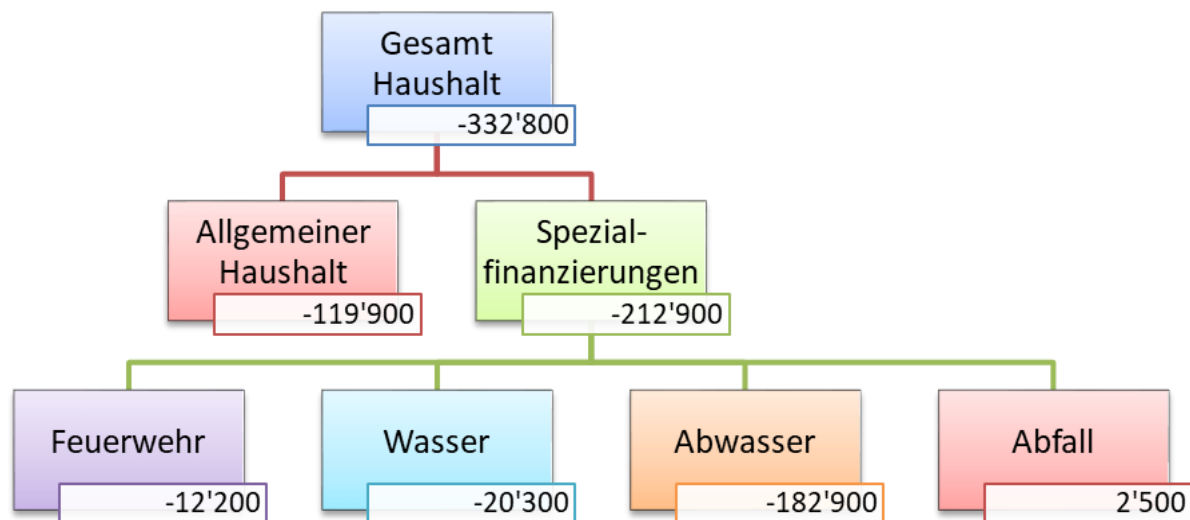 Gesamt
Haushalt
-332'800
Allgemeiner
Haushalt
-119'900
Spezial-
finanzierungen
-212'900
Feuerwehr
-12'200
Wasser
-20'300
Abwasser
-182'900
Abfall
2'500